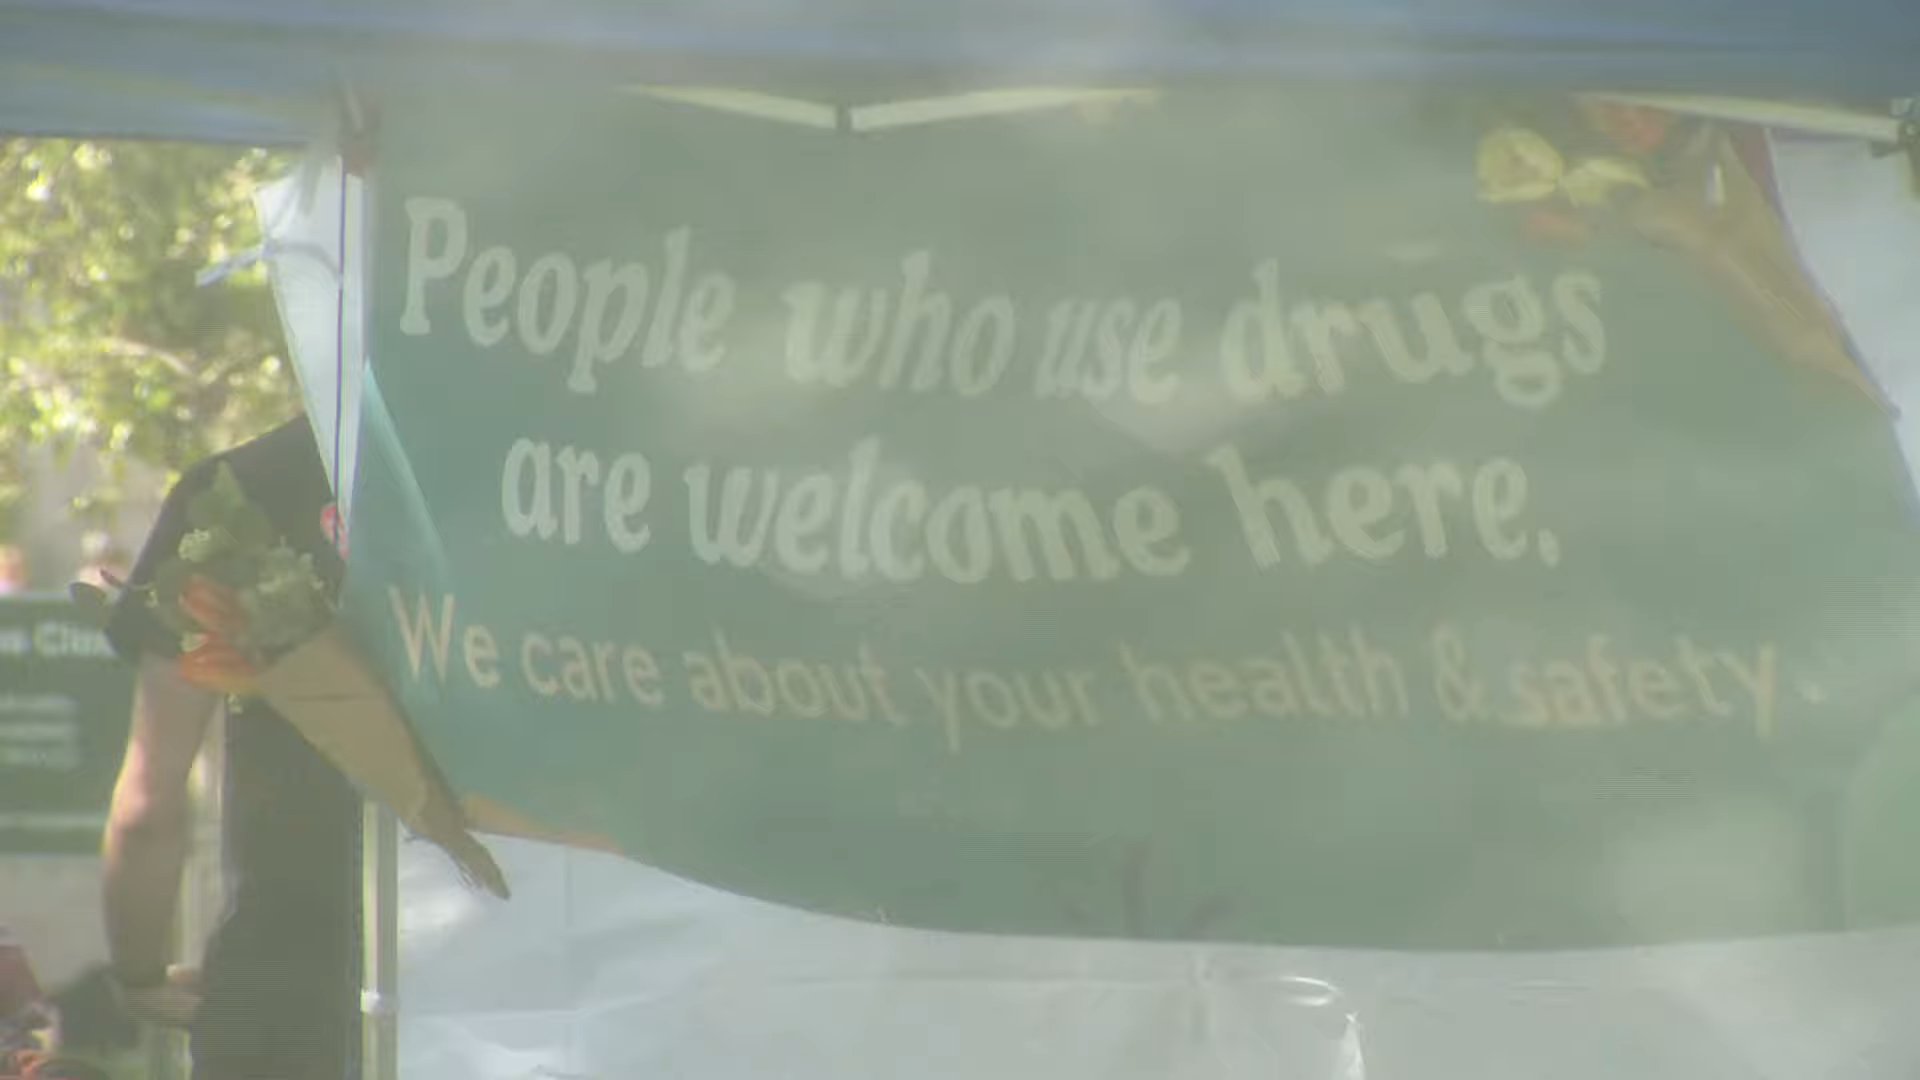 People who use drugs
are welcome here.
We care about your health & safety.